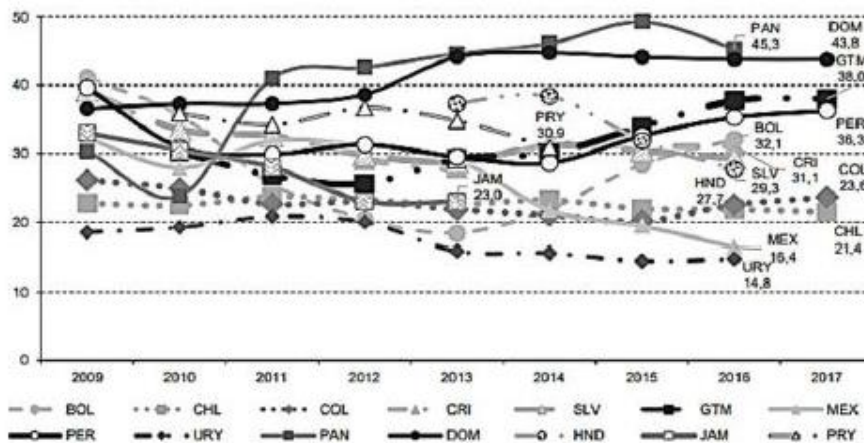 50
PAN
45,3
DOM
43,8
40
GTM
38,0
PRY
30,9
PER
36,3
30
BOL
32,1
CRI
31,1
SLV
29,3
HND
27,7
JAM
23,0
COL
23,6
20
CHL
21,4
MEX
16,4
URY
14,8
10
0
2009 2010 2011 2012 2013 2014 2015 2016 2017
BOL CHL COL CRI SLV GTM MEX
PER URY PAN DOM HND JAM PRY